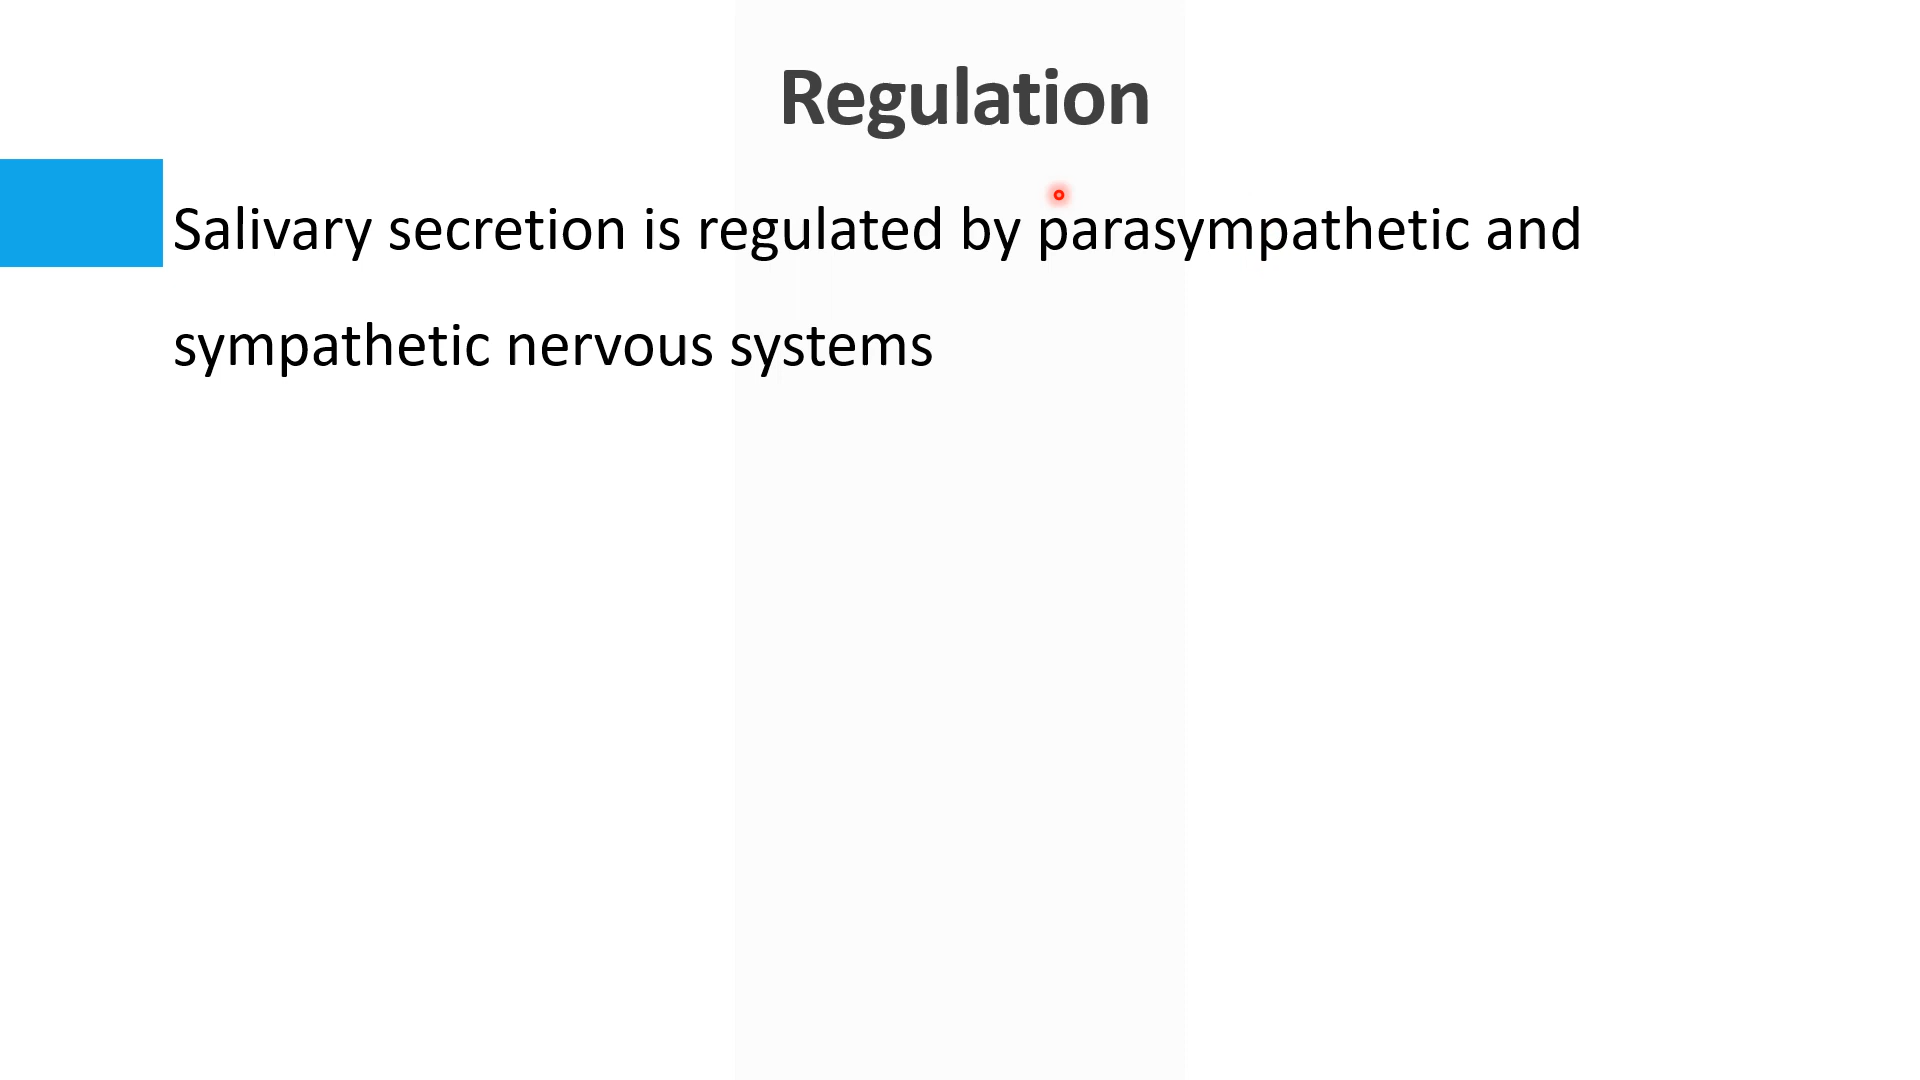 Regulation
Salivary secretion is regulated by parasympathetic and
sympathetic nervous systems